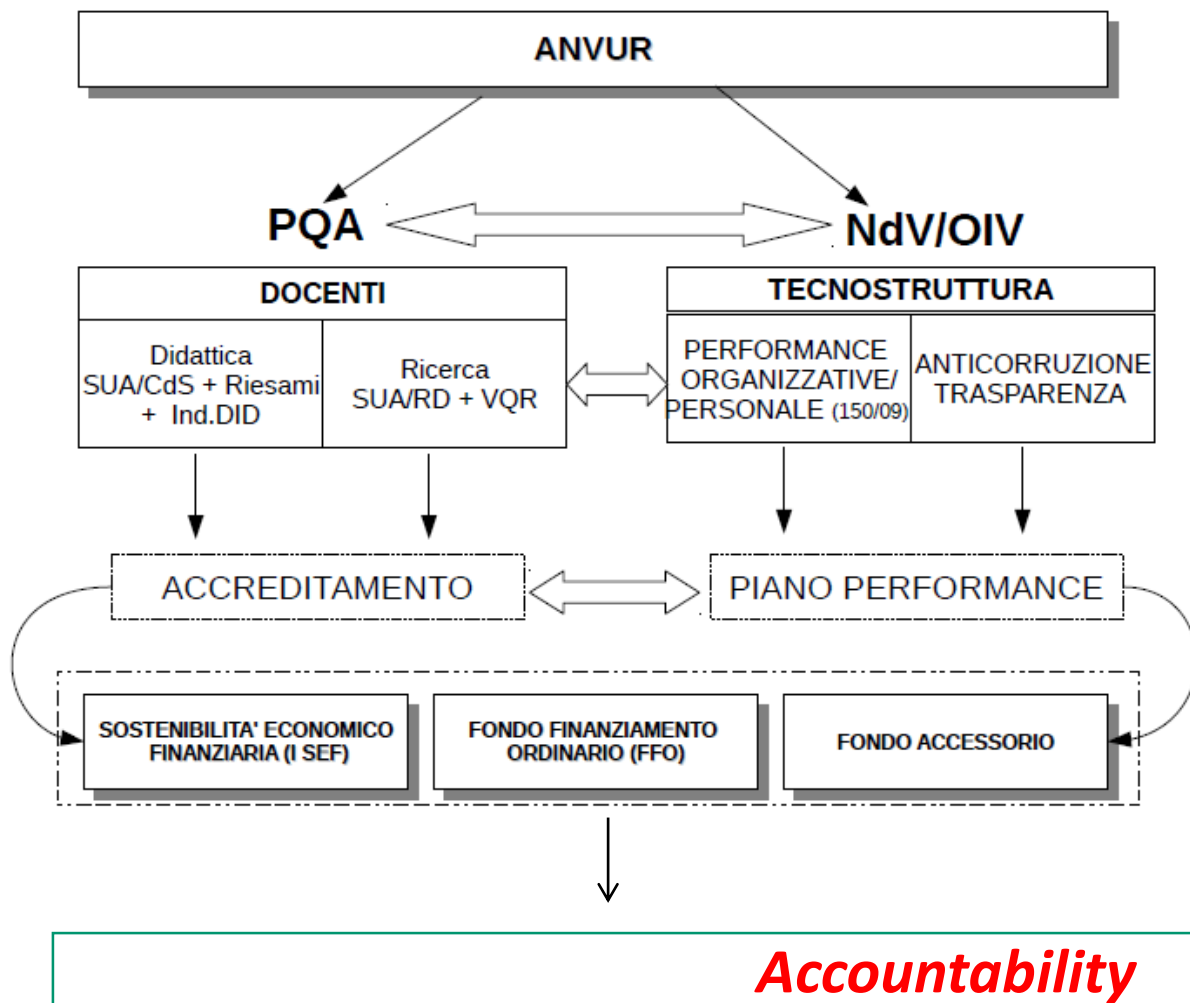 ANVUR
PQA
NdV/OIV
DOCENTI
Didattica
SUA/CdS + Riesami
+ Ind.DID
Ricerca
SUA/RD + VQR
TECNOSTRUTTURA
PERFORMANCE
ORGANIZZATIVE/
PERSONALE (150/09)
ANTICORRUZIONE
TRASPARENZA
ACCREDITAMENTO
PIANO PERFORMANCE
SOSTENIBILITA' ECONOMICO
FINANZIARIA (I SEF)
FONDO FINANZIAMENTO
ORDINARIO (FFO)
FONDO ACCESSORIO
Accountability